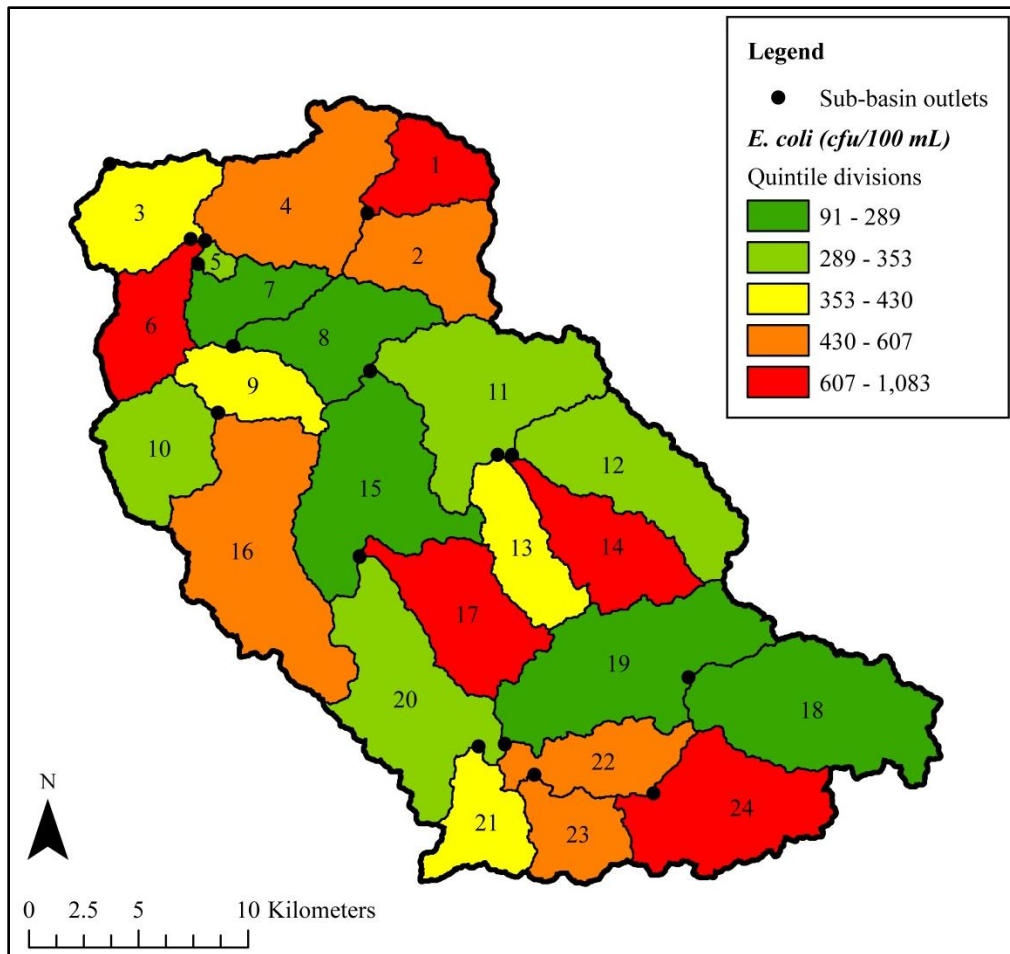 Legend
Sub-basin outlets
E. coli (cfu/100 mL)
Quintile divisions
91 - 289
289 - 353
353 - 430
430 - 607
607 - 1,083
1
3
4
2
5
7
6
8
9
11
10
12
15
13
14
16
17
19
20
18
22
21
23
24
N
0 2.5 5 10 Kilometers